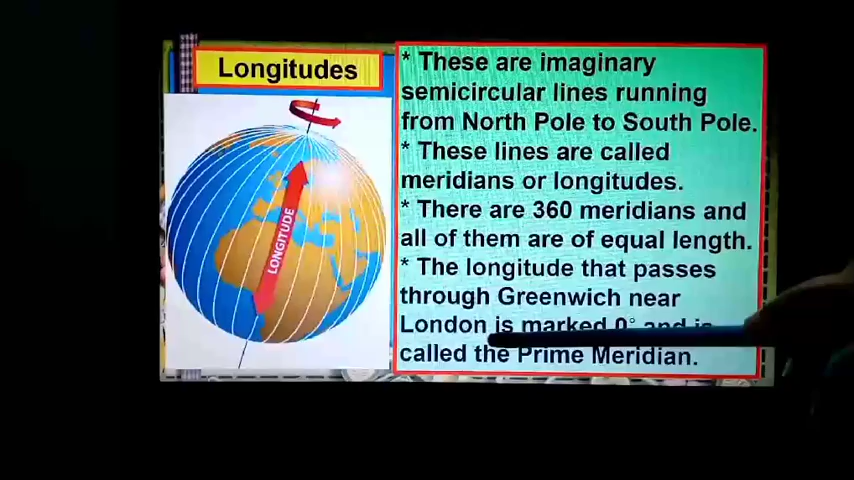 Longitudes
* These are imaginary
semicircular lines running
from North Pole to South Pole.
* These lines are called
meridians or longitudes.
* There are 360 meridians and
all of them are of equal length.
* The longitude that passes
through Greenwich near
London is marked 0° and is
called the Prime Meridian.
LONGITUDE